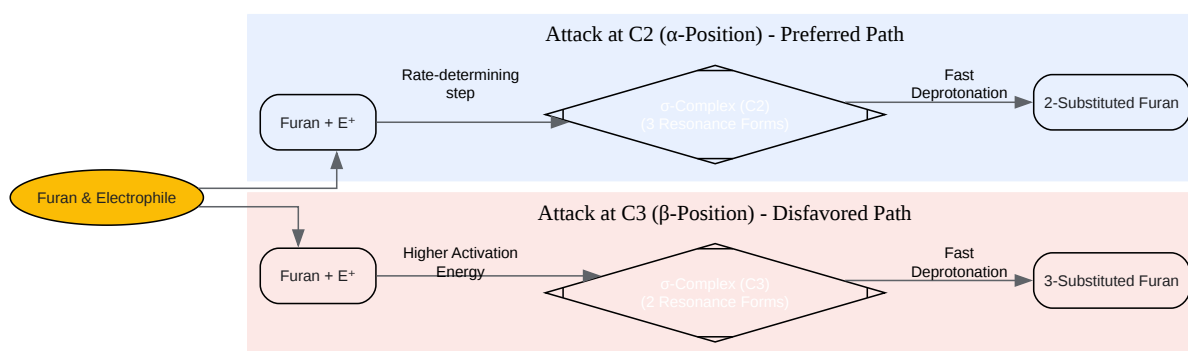 Attack at C2 (α-Position) - Preferred Path
Rate-determining
step
Fast
Deprotonation
Furan + E⁺
σ-Complex (C2)
(3 Resonance Forms)
2-Substituted Furan
Furan & Electrophile
Attack at C3 (β-Position) - Disfavored Path
Higher Activation
Energy
Fast
Deprotonation
Furan + E⁺
σ-Complex (C3)
(2 Resonance Forms)
3-Substituted Furan